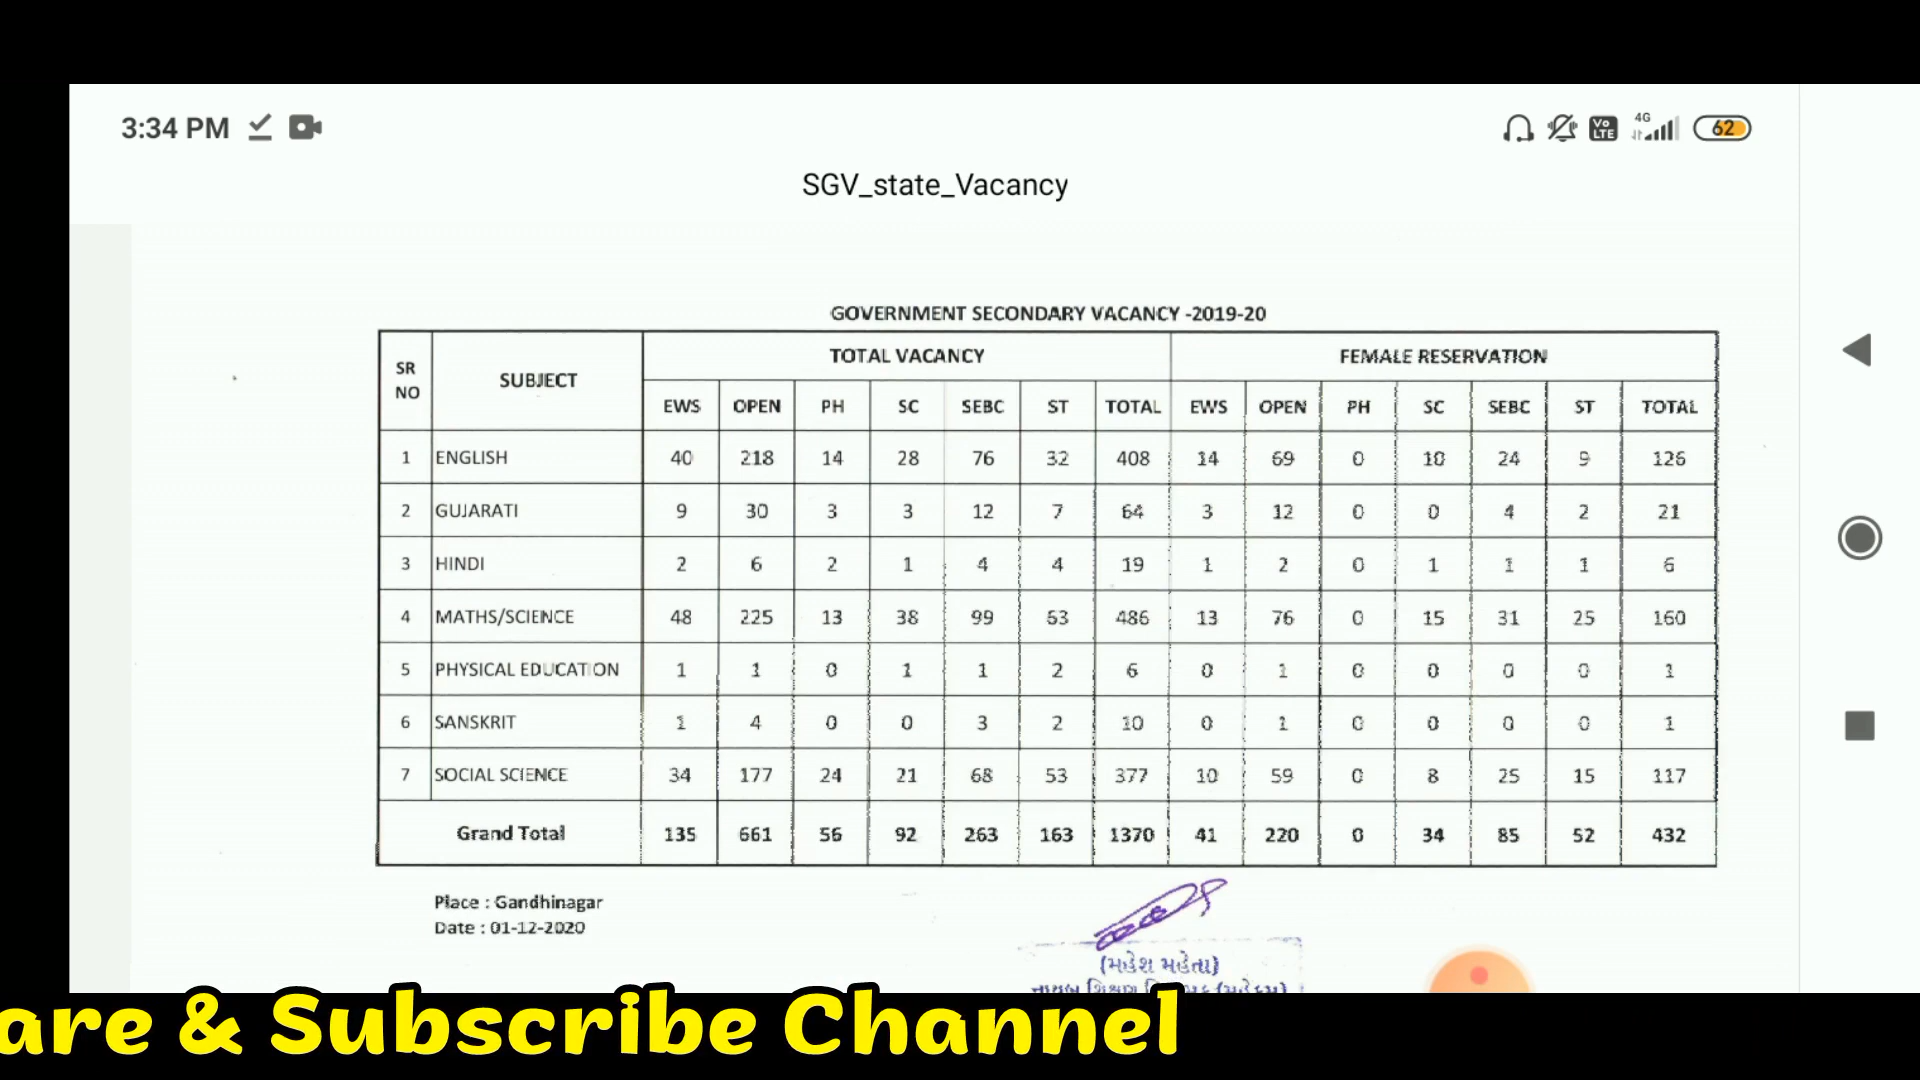 3:34 PM
Vo LTE 4G 62
SGV_state_Vacancy
GOVERNMENT SECONDARY VACANCY -2019-20
SR NO SUBJECT TOTAL VACANCY FEMALE RESERVATION
EWS OPEN PH SC SEBC ST TOTAL EWS OPEN PH SC SEBC ST TOTAL
1 ENGLISH 40 218 14 28 76 32 408 14 69 0 10 24 9 126
2 GUJARATI 9 30 3 3 12 7 64 3 12 0 0 4 2 21
3 HINDI 2 6 2 1 4 4 19 1 2 0 1 1 1 6
4 MATHS/SCIENCE 48 225 13 38 99 63 486 13 76 0 15 31 25 160
5 PHYSICAL EDUCATION 1 1 0 1 1 2 6 0 1 0 0 0 0 1
6 SANSKRIT 1 4 0 0 3 2 10 0 1 0 0 0 0 1
7 SOCIAL SCIENCE 34 177 24 21 68 53 377 10 59 0 8 25 15 117
Grand Total 135 661 56 92 263 163 1370 41 220 0 34 85 52 432
Place : Gandhinagar
Date : 01-12-2020
(મહેશ મહેતા)
are & Subscribe Channel